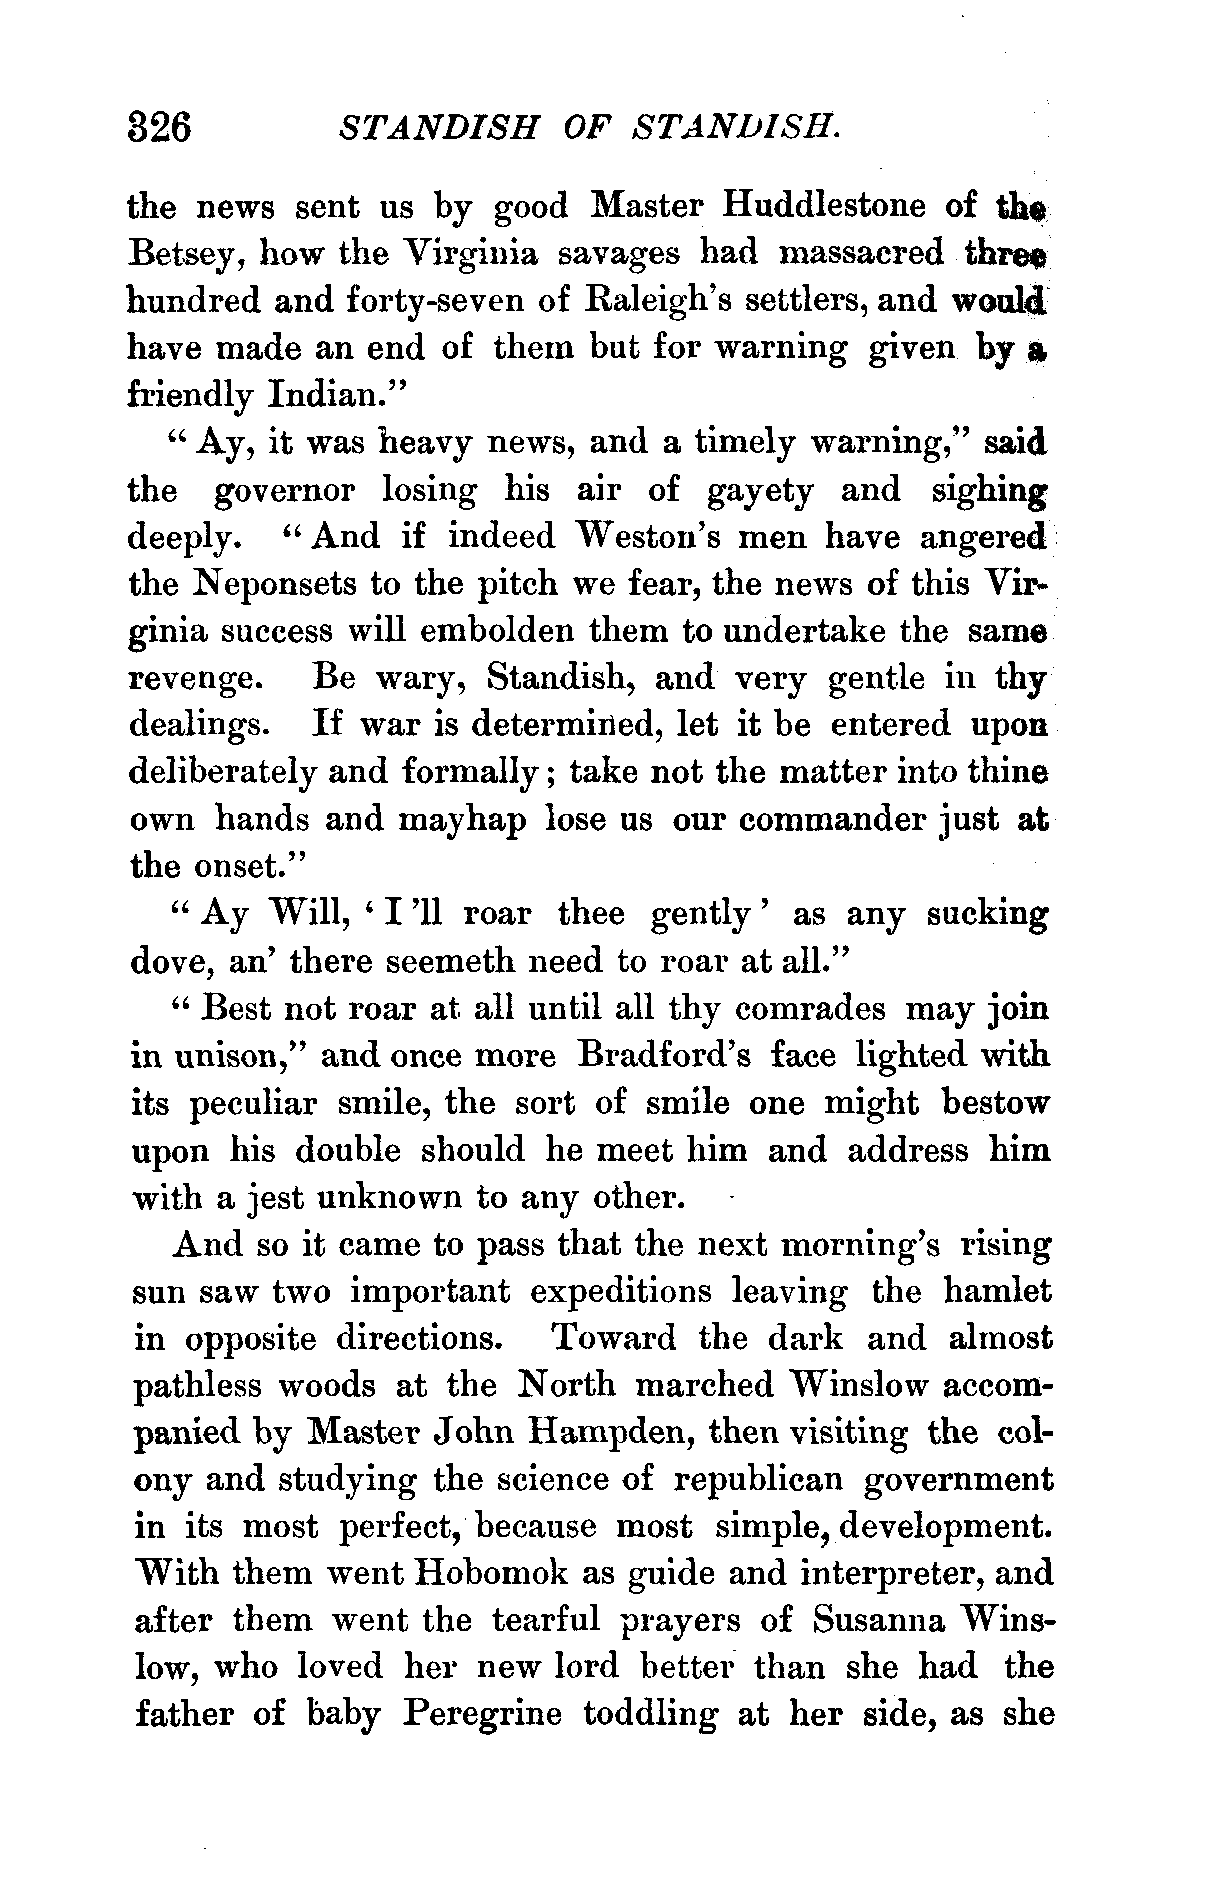 326 STANDISH OF STANDISH.
the news sent us by good Master Huddlestone of the
Betsey, how the Virginia savages had massacred three
hundred and forty-seven of Raleigh's settlers, and would
have made an end of them but for warning given by a
friendly Indian."
"Ay, it was heavy news, and a timely warning," said
the governor losing his air of gayety and sighing
deeply. "And if indeed Weston's men have angered
the Neponsets to the pitch we fear, the news of this Vir-
ginia success will embolden them to undertake the same
revenge. Be wary, Standish, and very gentle in thy
dealings. If war is determined, let it be entered upon
deliberately and formally; take not the matter into thine
own hands and mayhap lose us our commander just at
the onset."
"Ay Will, 'I 'll roar thee gently' as any sucking
dove, an' there seemeth need to roar at all."
"Best not roar at all until all thy comrades may join
in unison," and once more Bradford's face lighted with
its peculiar smile, the sort of smile one might bestow
upon his double should he meet him and address him
with a jest unknown to any other.
And so it came to pass that the next morning's rising
sun saw two important expeditions leaving the hamlet
in opposite directions. Toward the dark and almost
pathless woods at the North marched Winslow accom-
panied by Master John Hampden, then visiting the col-
ony and studying the science of republican government
in its most perfect, because most simple, development.
With them went Hobomok as guide and interpreter, and
after them went the tearful prayers of Susanna Wins-
low, who loved her new lord better than she had the
father of baby Peregrine toddling at her side, as she